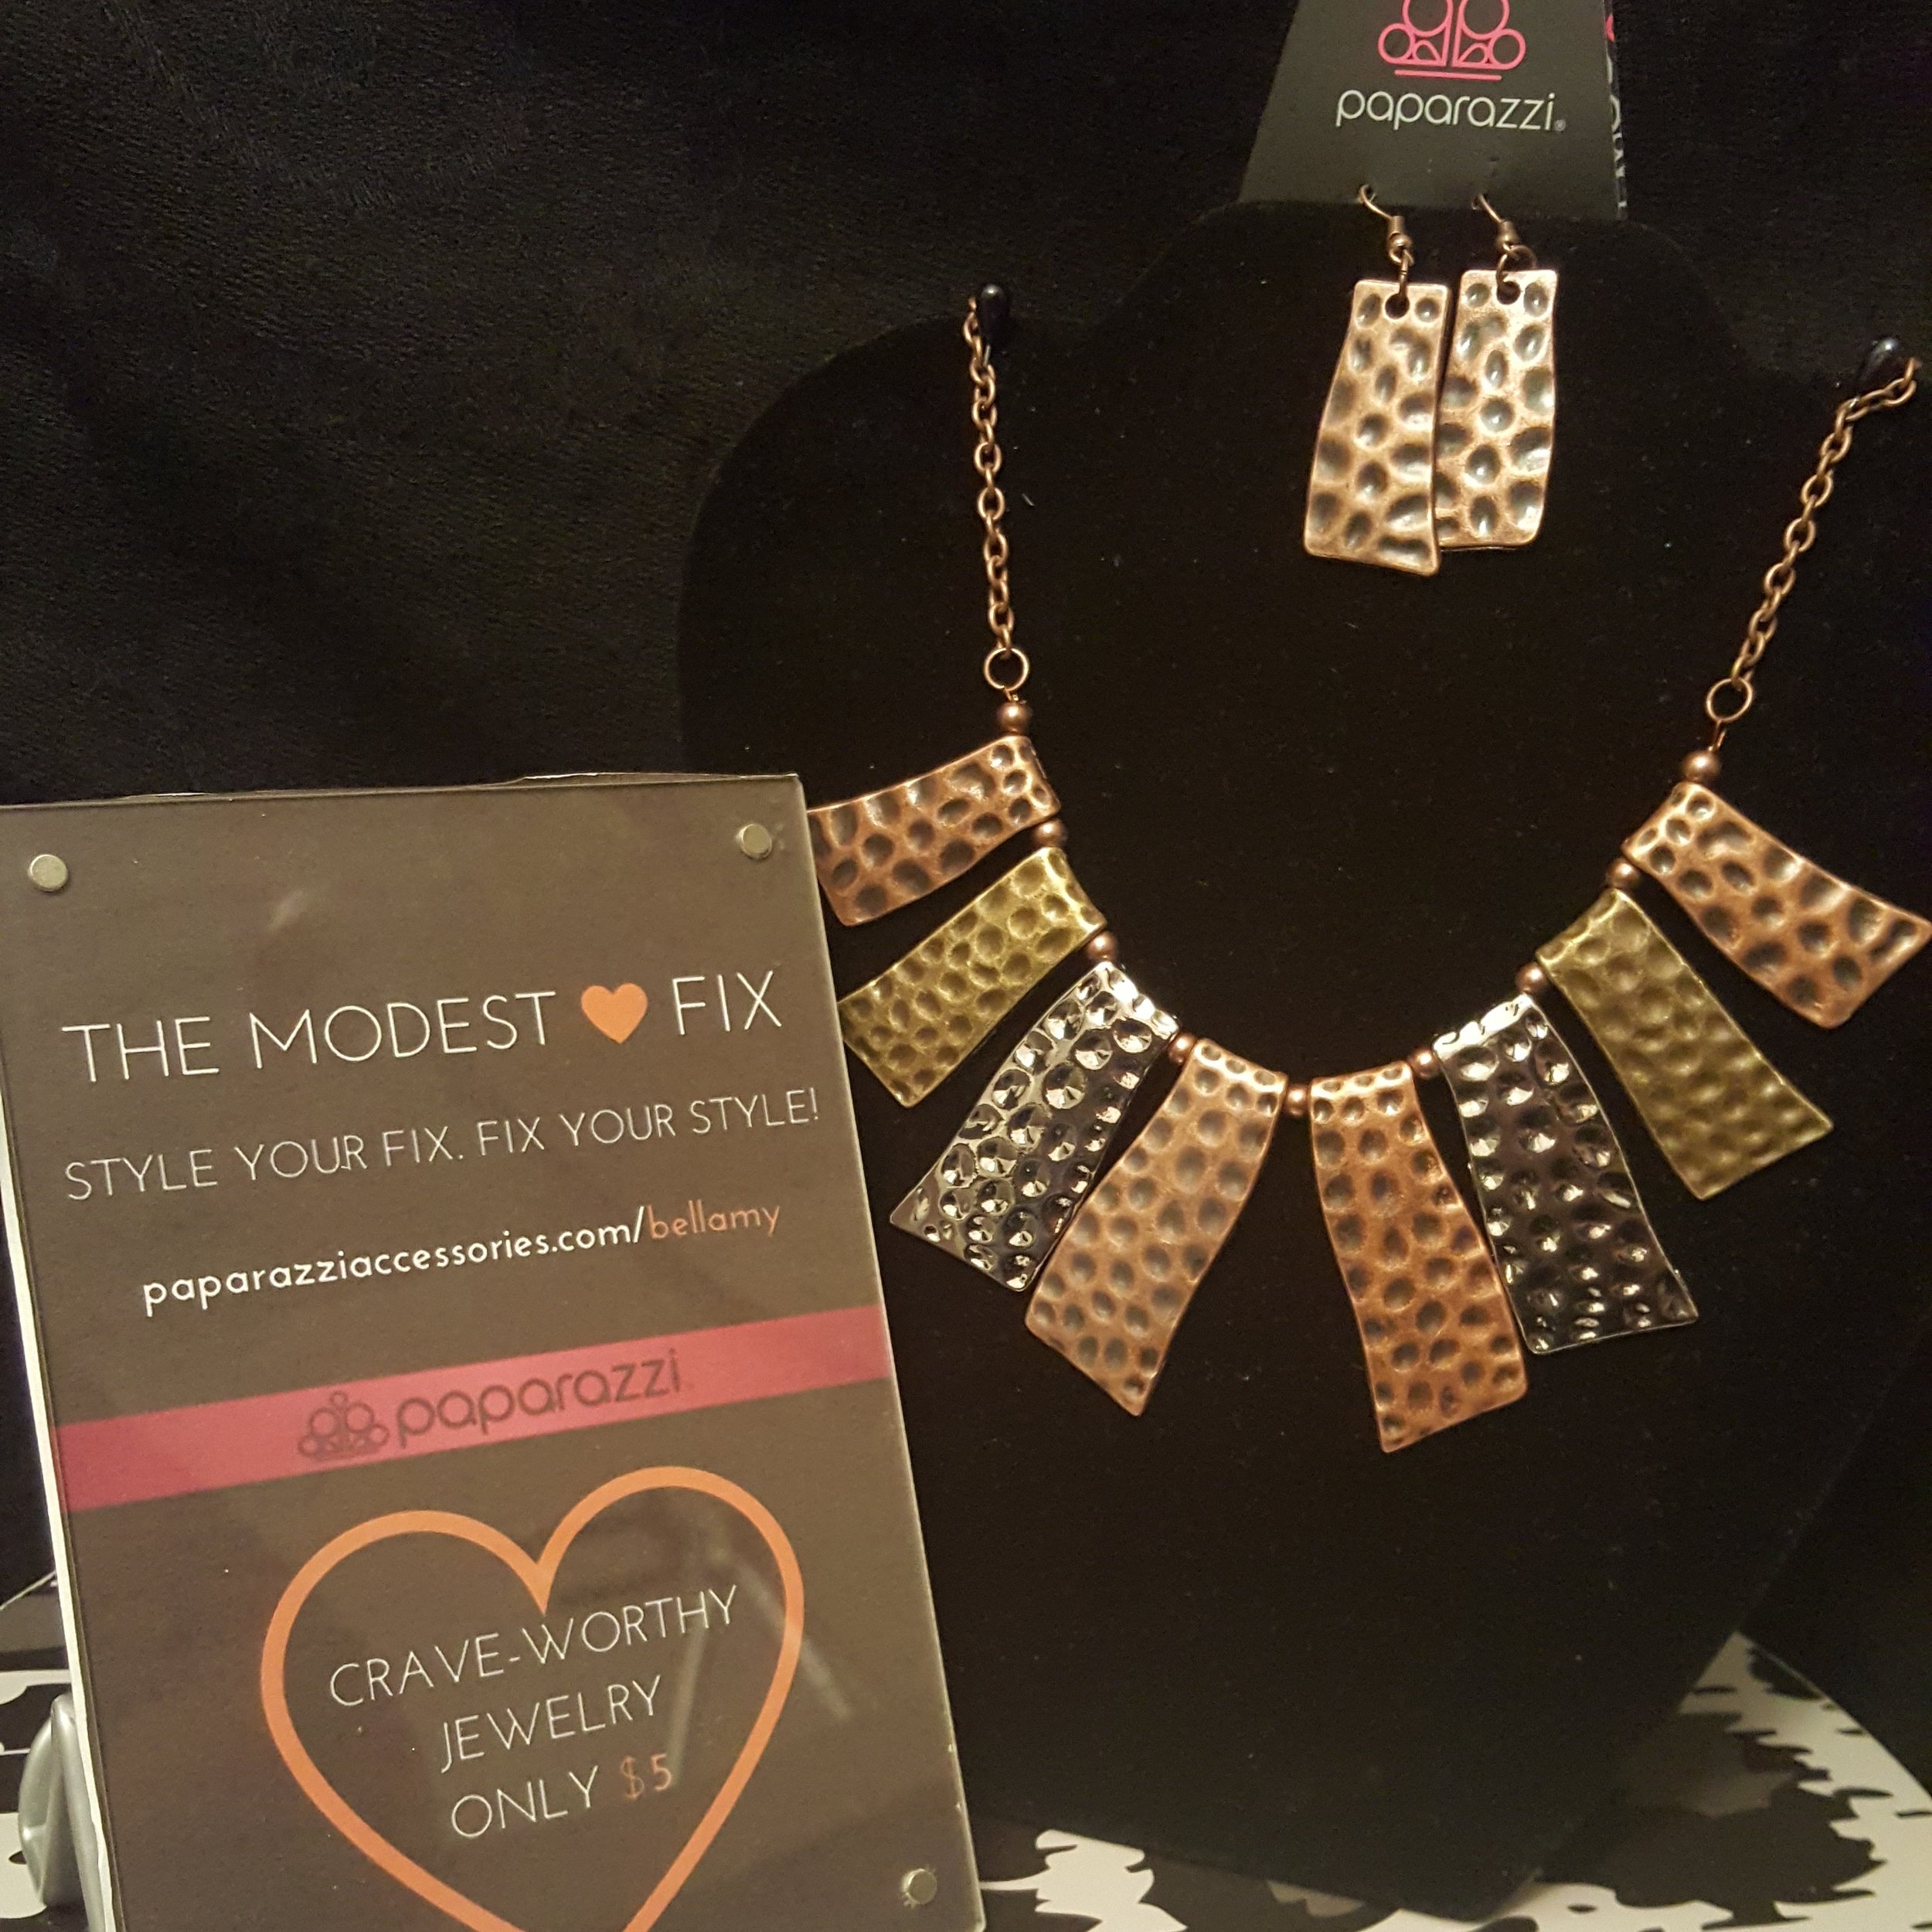 paparazzi®
THE MODEST FIX
STYLE YOUR FIX. FIX YOUR STYLE!
paparazziaccessories.com/bellamy
paparazzi
CRAVE-WORTHY
JEWELRY
ONLY $5